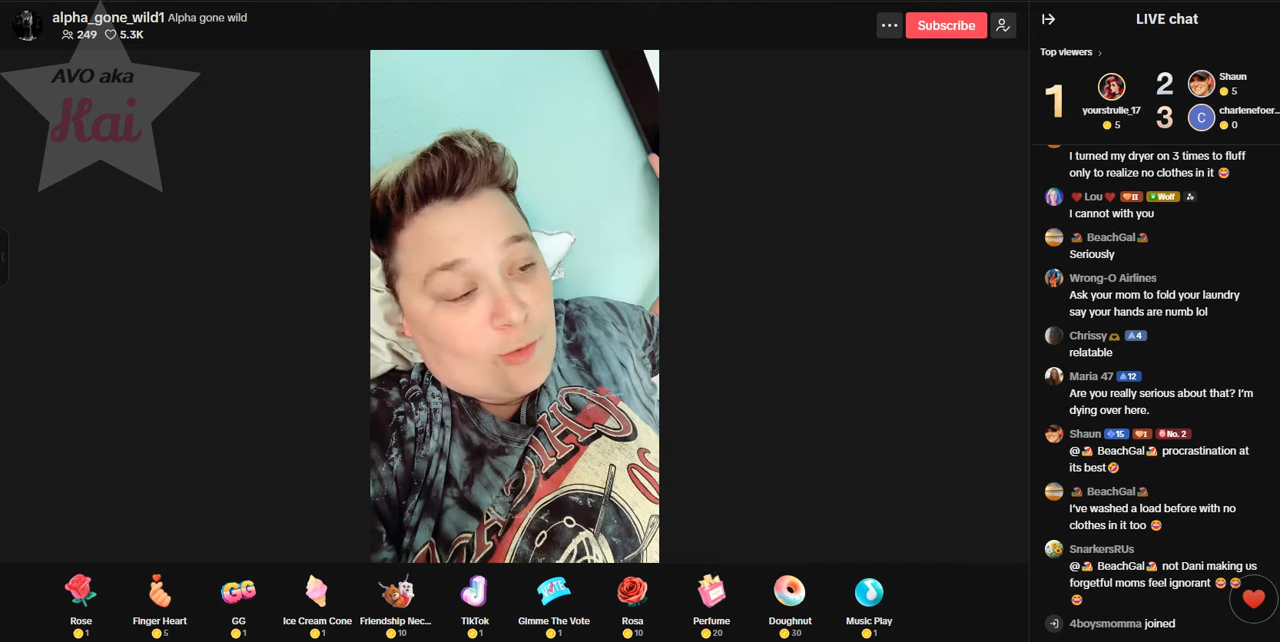 alpha_gone_wild1 Alpha gone wild
249 5.3K
AVO aka
Kai
Subscribe
LIVE chat
Top viewers
1
yourstrulie_17
5
2
Shaun
5
3
C
charlenefoer...
0
I turned my dryer on 3 times to fluff
only to realize no clothes in it 😂
❤️Lou❤️ II Wolf
I cannot with you
BeachGal
Seriously
Wrong-O Airlines
Ask your mom to fold your laundry
say your hands are numb lol
Chrissy 4
relatable
Maria 47 12
Are you really serious about that? I'm
dying over here.
Shaun 15 I No. 2
@🏖️ BeachGal🏖️ procrastination at
its best🤣
BeachGal
I've washed a load before with no
clothes in it too 😂
SnarkersRUs
@🏖️ BeachGal🏖️ not Dani making us
forgetful moms feel ignorant 😂 😂
😂
4boysmomma joined
CHICAGO
GG
VOTE
Rose
1
Finger Heart
5
GG
1
Ice Cream Cone
1
Friendship Nec...
10
TikTok
1
Gimme The Vote
1
Rosa
10
Perfume
20
Doughnut
30
Music Play
1